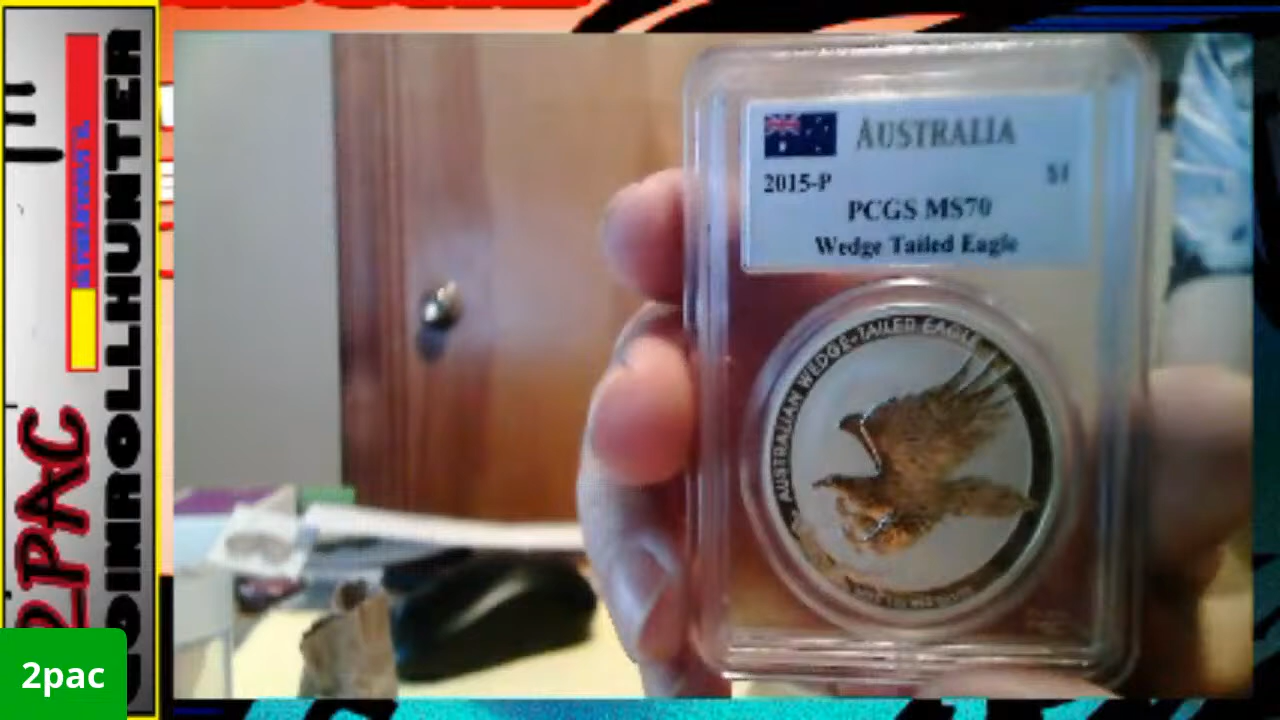 2PAC
COINROLLHUNTER
2pac
AUSTRALIA
2015-P $1
PCGS MS70
Wedge Tailed Eagle
AUSTRALIAN WEDGE-TAILED EAGLE